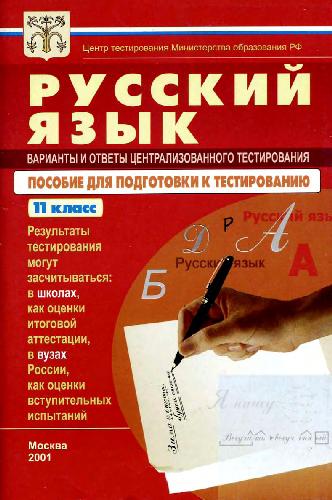 Центр тестирования Министерства образования РФ
РУССКИЙ
ЯЗЫК
ВАРИАНТЫ И ОТВЕТЫ ЦЕНТРАЛИЗОВАННОГО ТЕСТИРОВАНИЯ
ПОСОБИЕ ДЛЯ ПОДГОТОВКИ К ТЕСТИРОВАНИЮ
11 класс
Результаты
тестирования
могут
засчитываться:
в школах,
как оценки
итоговой
аттестации,
в вузах
России,
как оценки
вступительных
испытаний
Москва
2001
Русский язык
Д Р А
Русский язык
Б А
Я пишу